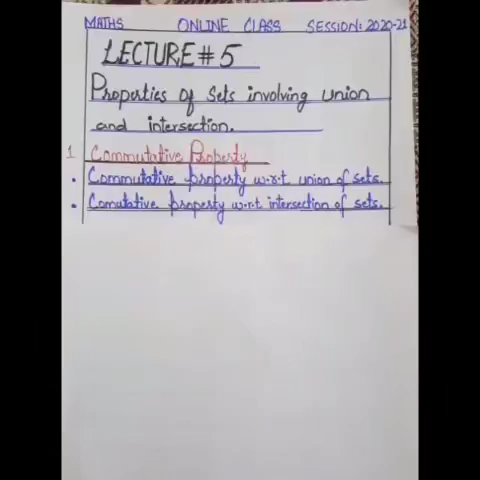 MATHS ONLINE CLASS SESSION: 2020-21
LECTURE # 5
Properties of sets involving union
and intersection.
1 Commutative Property
• Commutative property w.r.t union of sets.
• Comutative property w.r.t intersection of sets.